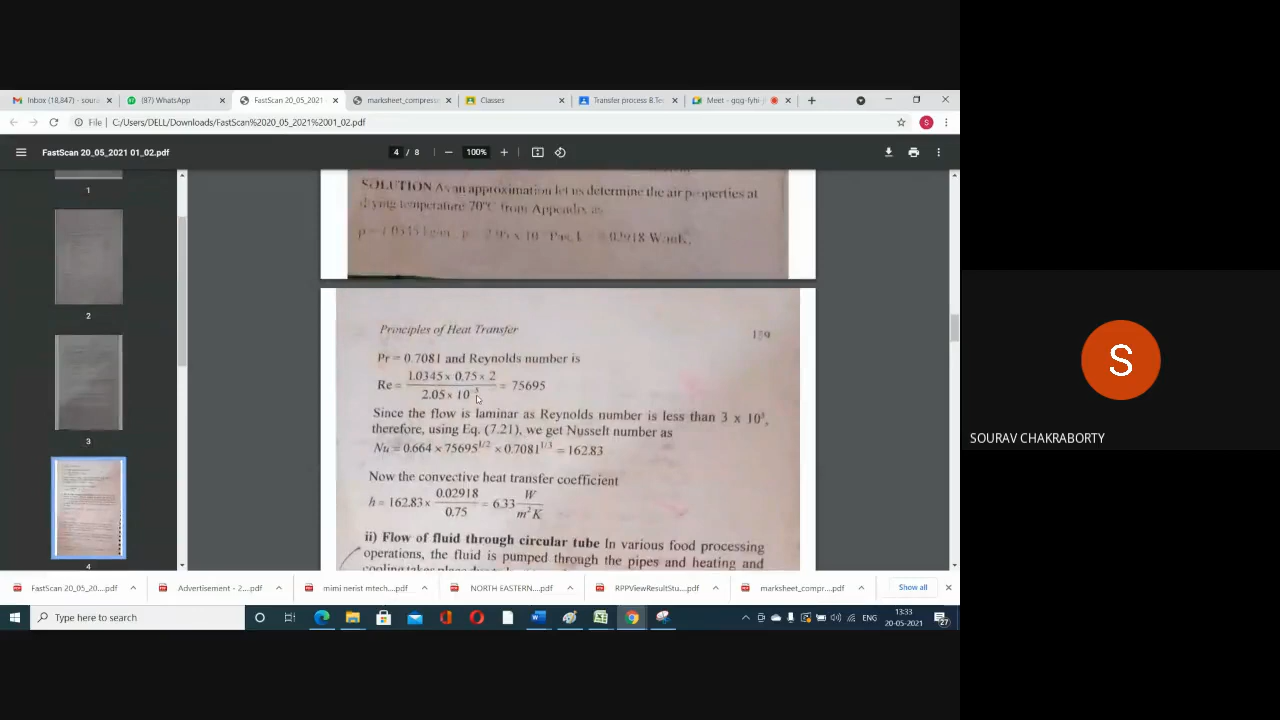 Inbox (18,847) - sour
(87) WhatsApp
FastScan 20_05_2021
marksheet_compress
Classes
Transfer process B.Te
Meet - gqg-fyhi-
File | C:/Users/DELL/Downloads/FastScan%2020_05_2021%2001_02.pdf
S
FastScan 20_05_2021 01_02.pdf
4 / 8
100%
1
2
3
4
SOLUTION As an approximation let us determine the air properties at
drying temperature 70°C from Appendix as
Principles of Heat Transfer
159
Pr = 0.7081 and Reynolds number is
Re = 1.0345 × 0.75 × 2 / 2.05 × 10⁻⁵ = 75695
Since the flow is laminar as Reynolds number is less than 3 x 10⁵,
therefore, using Eq. (7.21), we get Nusselt number as
Nu = 0.664 × 75695^1/2 × 0.7081^1/3 = 162.83
Now the convective heat transfer coefficient
h = 162.83 × 0.02918 / 0.75 = 6.33 W / m² K
ii) Flow of fluid through circular tube In various food processing
operations, the fluid is pumped through the pipes and heating and
S
SOURAV CHAKRABORTY
FastScan 20_05_20....pdf
Advertisement - 2....pdf
mimi nerist mtech....pdf
NORTH EASTERN....pdf
RPPViewResultStu....pdf
marksheet_compr....pdf
Show all
Type here to search
ENG
13:33
20-05-2021
27